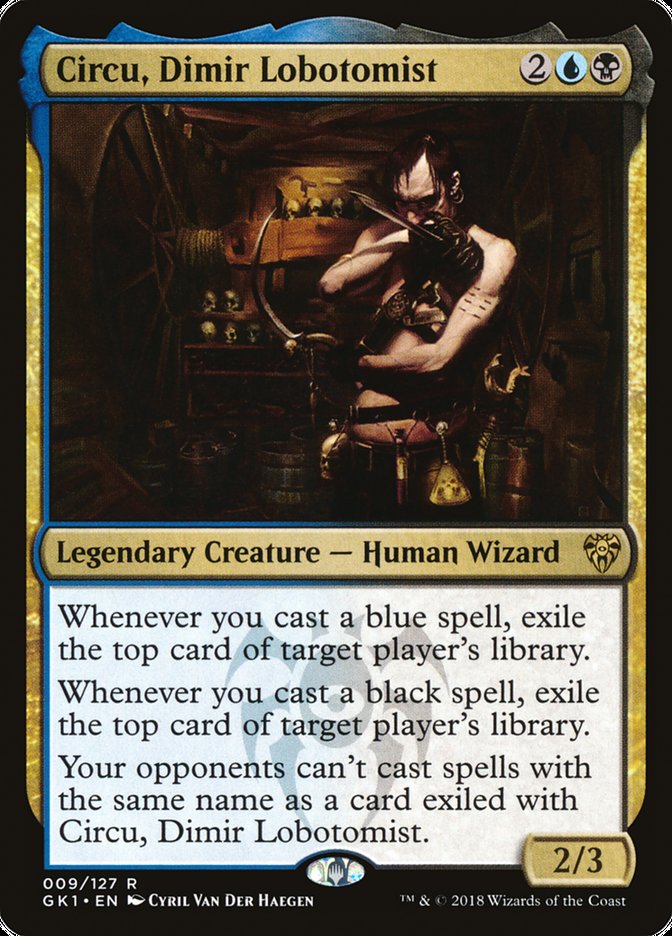 Circu, Dimir Lobotomist 2
Legendary Creature — Human Wizard
Whenever you cast a blue spell, exile
the top card of target player's library.
Whenever you cast a black spell, exile
the top card of target player's library.
Your opponents can't cast spells with
the same name as a card exiled with
Circu, Dimir Lobotomist.
2/3
009/127 R
GK1 • EN Cyril Van Der Haegen
™ & © 2018 Wizards of the Coast